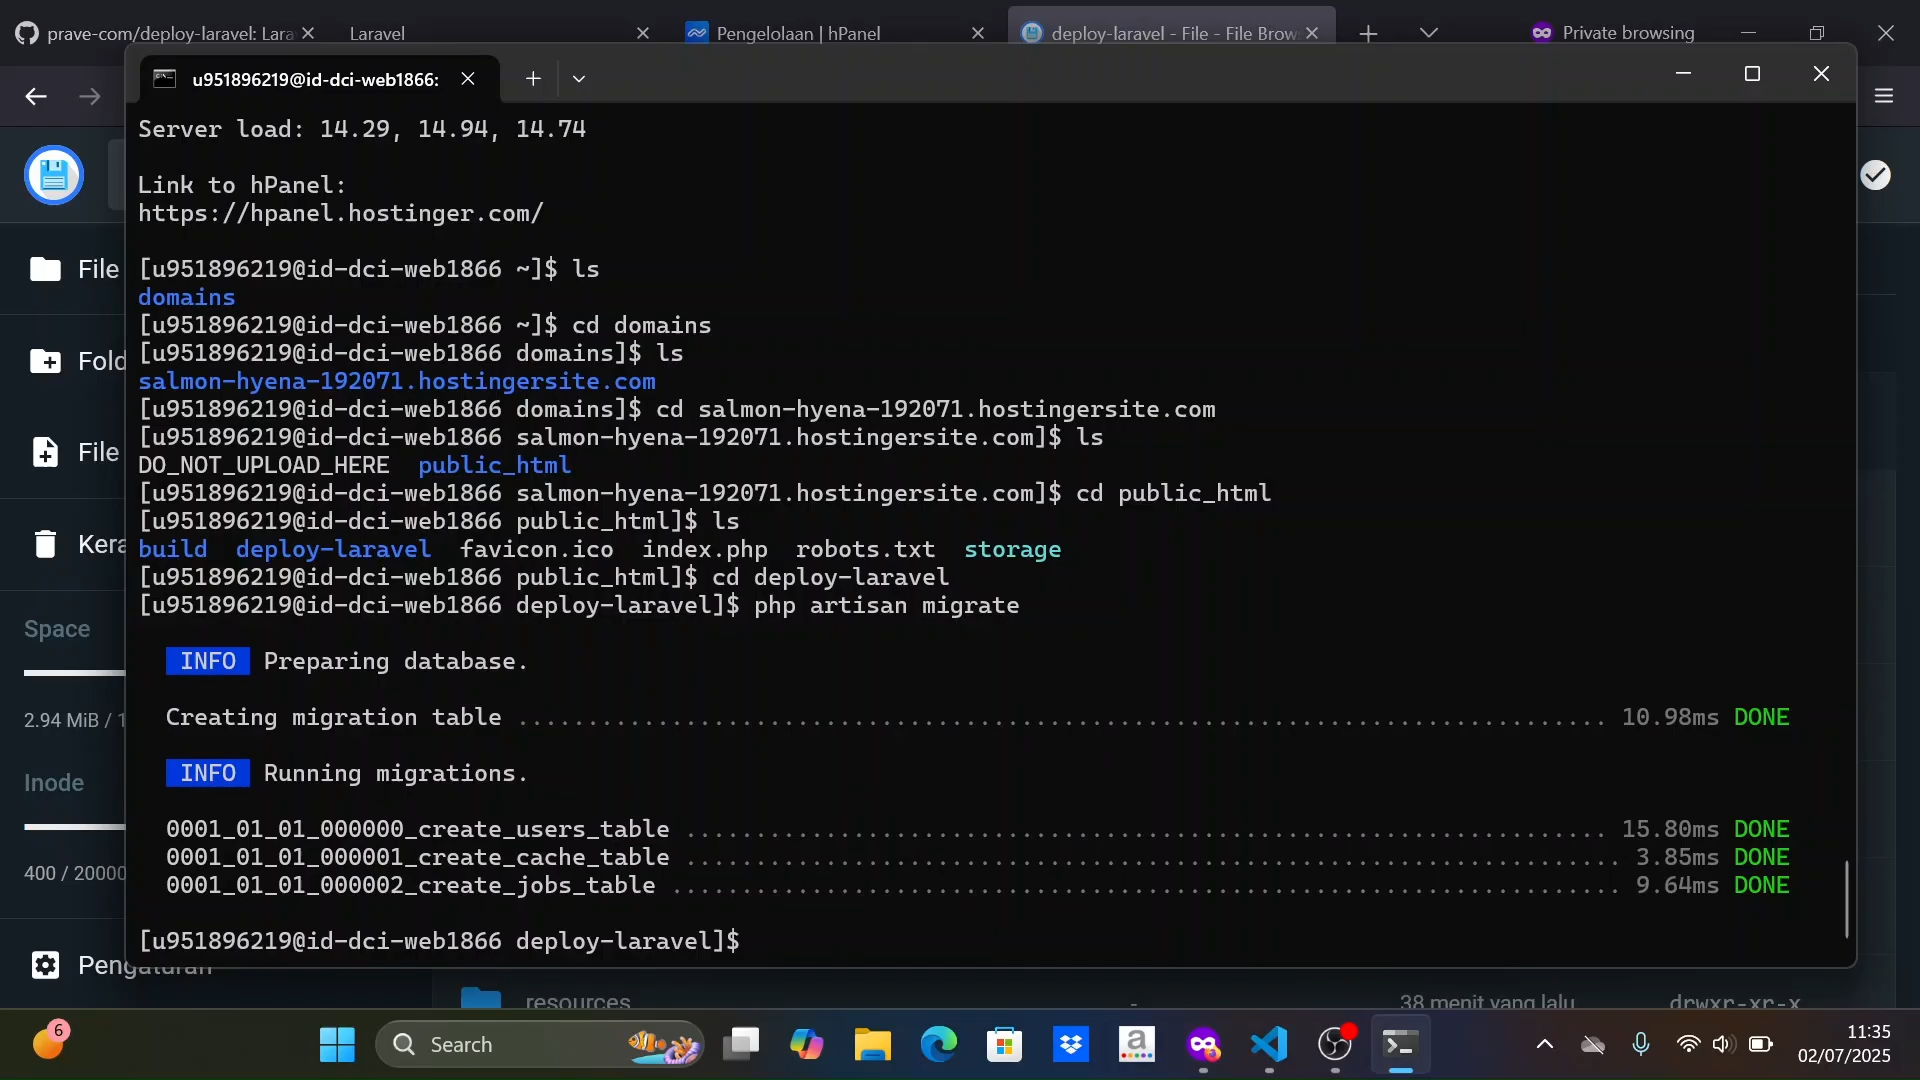 prave-com/deploy-laravel: Lara
Laravel
Pengelolaan | hPanel
deploy-laravel - File - File Brow
Private browsing
u951896219@id-dci-web1866:
Server load: 14.29, 14.94, 14.74
Link to hPanel:
https://hpanel.hostinger.com/
[u951896219@id-dci-web1866 ~]$ ls
domains
[u951896219@id-dci-web1866 ~]$ cd domains
[u951896219@id-dci-web1866 domains]$ ls
salmon-hyena-192071.hostingersite.com
[u951896219@id-dci-web1866 domains]$ cd salmon-hyena-192071.hostingersite.com
[u951896219@id-dci-web1866 salmon-hyena-192071.hostingersite.com]$ ls
DO_NOT_UPLOAD_HERE  public_html
[u951896219@id-dci-web1866 salmon-hyena-192071.hostingersite.com]$ cd public_html
[u951896219@id-dci-web1866 public_html]$ ls
build  deploy-laravel  favicon.ico  index.php  robots.txt  storage
[u951896219@id-dci-web1866 public_html]$ cd deploy-laravel
[u951896219@id-dci-web1866 deploy-laravel]$ php artisan migrate
INFO  Preparing database.
Creating migration table .............................................................................. 10.98ms DONE
INFO  Running migrations.
0001_01_01_000000_create_users_table .................................................................. 15.80ms DONE
0001_01_01_000001_create_cache_table ................................................................... 3.85ms DONE
0001_01_01_000002_create_jobs_table .................................................................... 9.64ms DONE
[u951896219@id-dci-web1866 deploy-laravel]$
File
Fold
File
Kera
Space
2.94 MiB / 1
Inode
400 / 20000
Pengaturan
resources
-
38 menit yang lalu
drwxr-xr-x
6
Search
a
11:35
02/07/2025